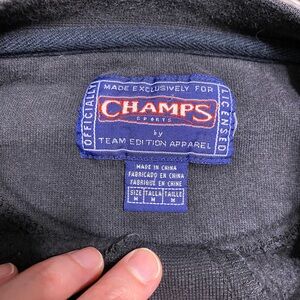 MADE EXCLUSIVELY FOR
OFFICIALLY
CHAMPS
SPORTS
by
TEAM EDITION APPAREL
LICENSED
MADE IN CHINA
FABRICADO EN CHINA
FABRIQUÉ EN CHINE
SIZE TALLA TAILLE
M M M